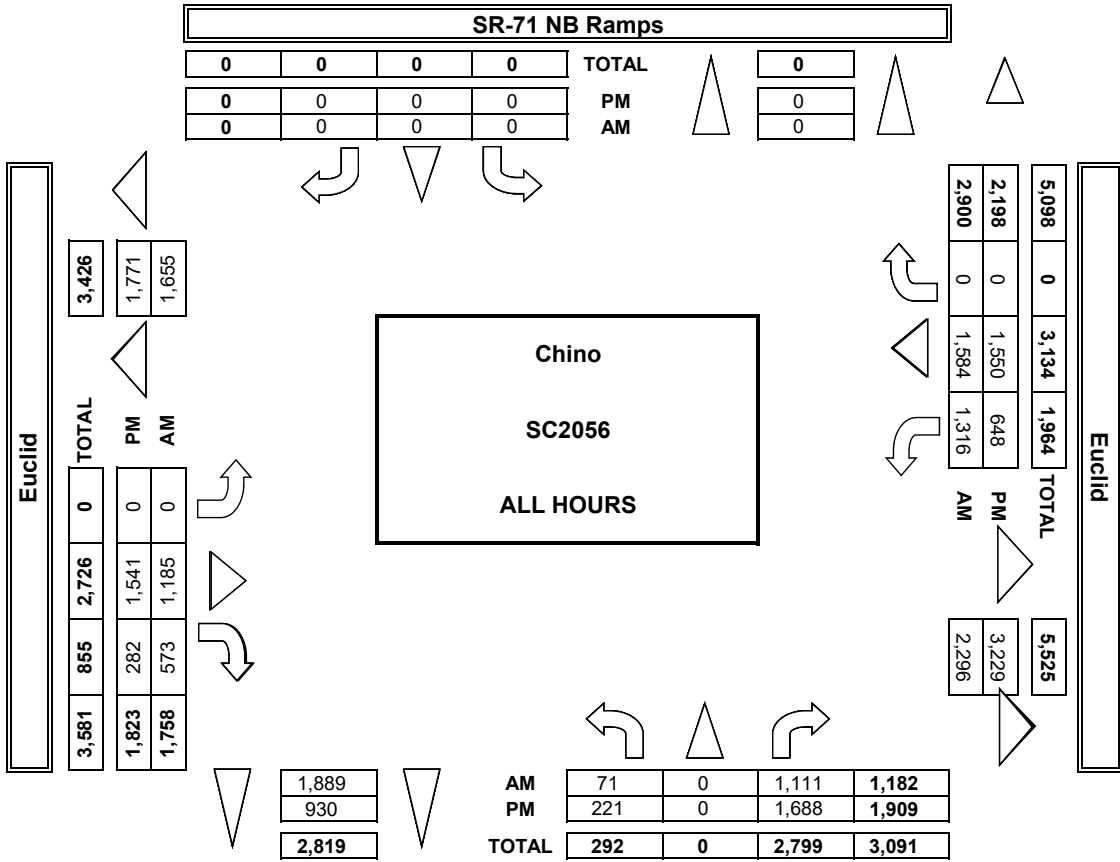 SR-71 NB Ramps
0 0 0 0 TOTAL 0
0 0 0 0 PM 0
0 0 0 0 AM 0
Euclid
3,426
1,771
1,655
TOTAL 0 2,726 855 3,581
PM 0 1,541 282 1,823
AM 0 1,185 573 1,758
Chino
SC2056
ALL HOURS
5,098 0 3,134 1,964 TOTAL
2,198 0 1,550 648 PM
2,900 0 1,584 1,316 AM
5,525
3,229
2,296
Euclid
1,889 AM 71 0 1,111 1,182
930 PM 221 0 1,688 1,909
2,819 TOTAL 292 0 2,799 3,091